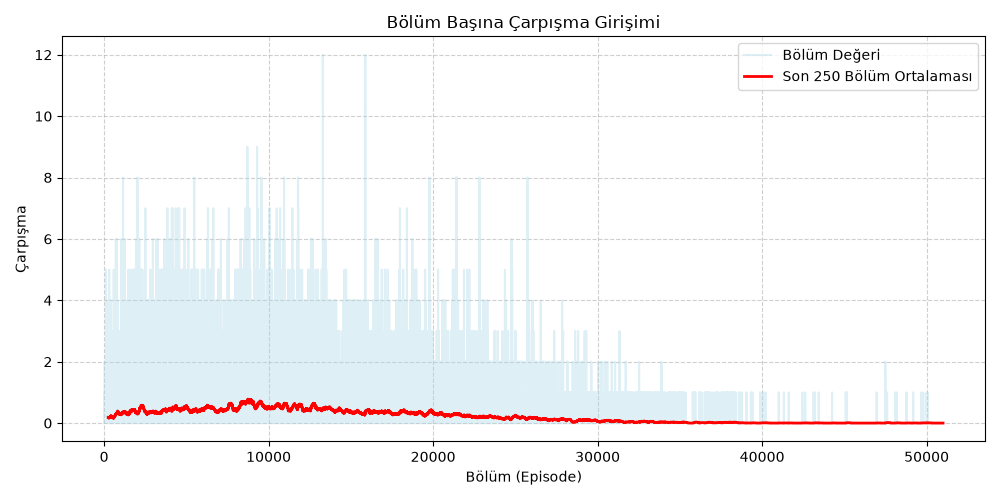 Bölüm Başına Çarpışma Girişimi
Bölüm Değeri
Son 250 Bölüm Ortalaması
Çarpışma
12
10
8
6
4
2
0
0 10000 20000 30000 40000 50000
Bölüm (Episode)